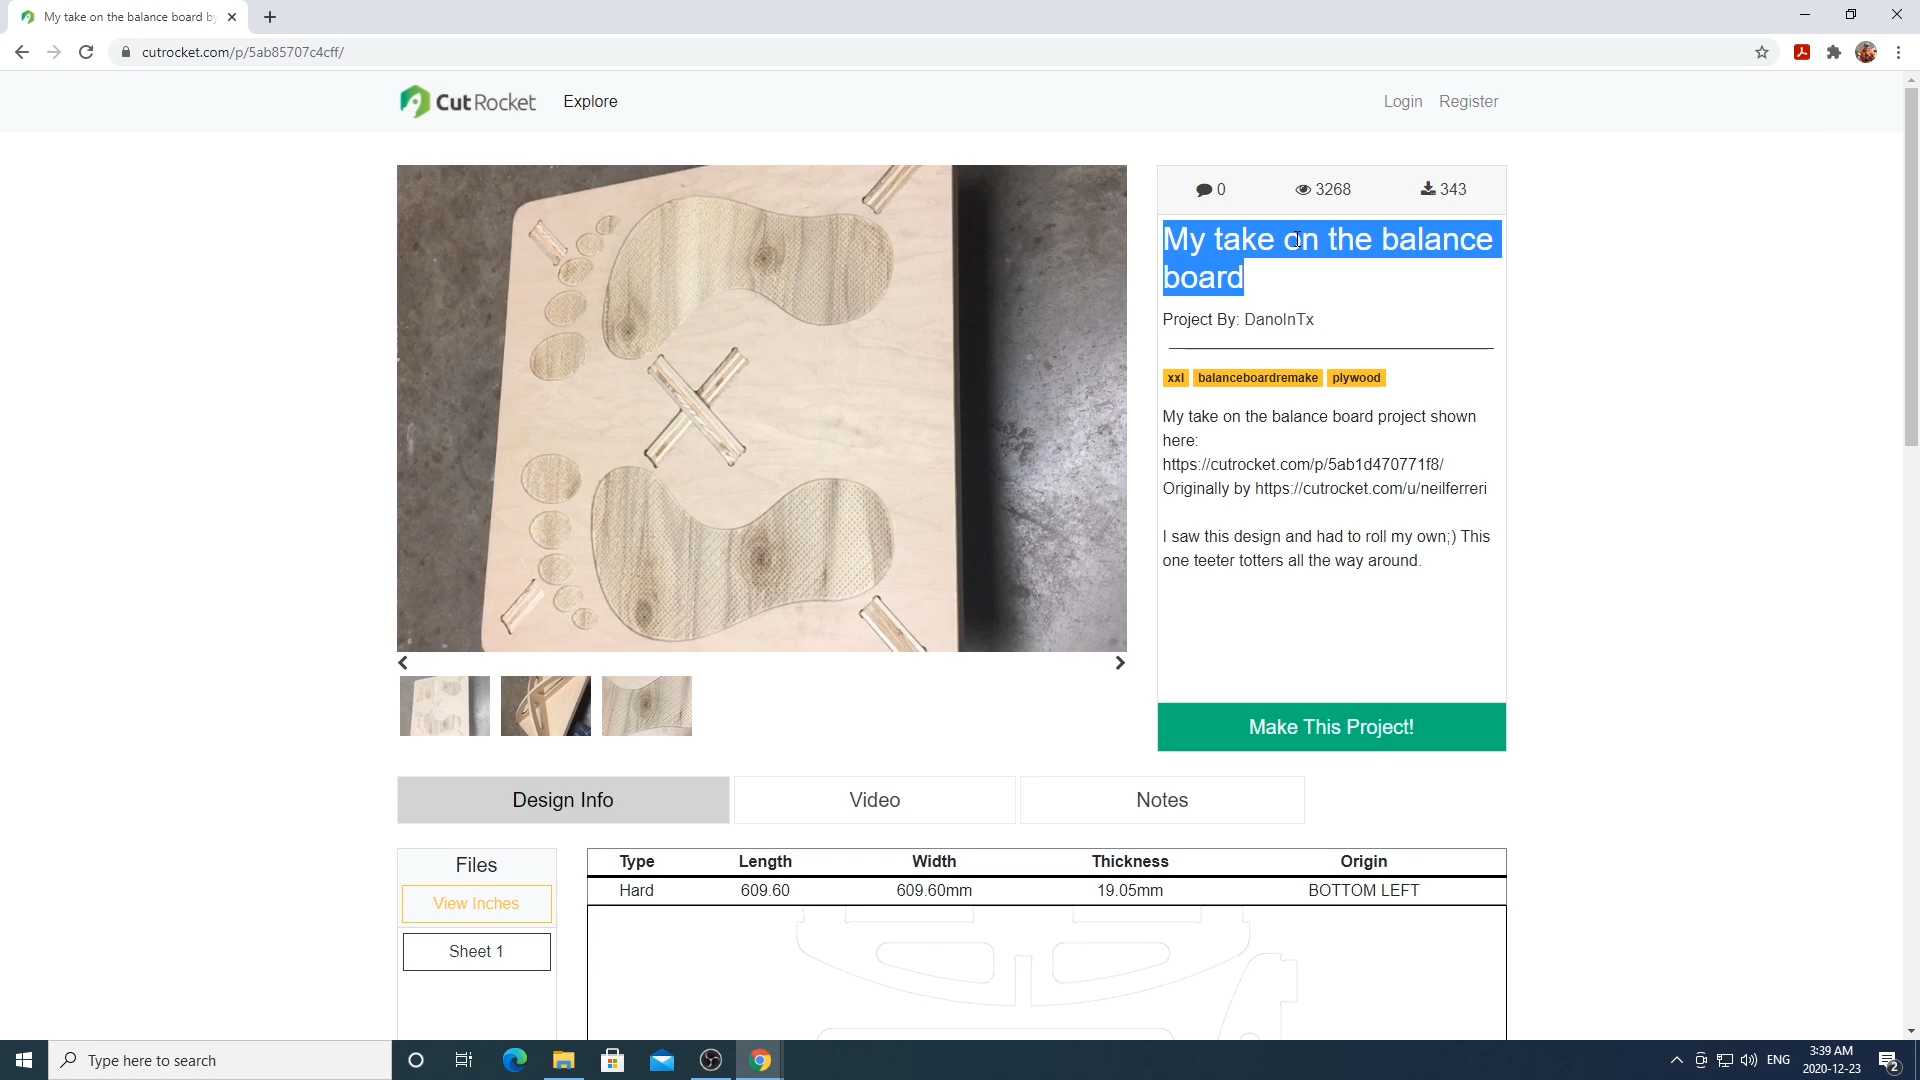 My take on the balance board by
cutrocket.com/p/5ab85707c4cff/
CutRocket
Explore
Login
Register
0
3268
343
My take on the balance
board
Project By: DanoInTx
xxl
balanceboardremake
plywood
My take on the balance board project shown
here:
https://cutrocket.com/p/5ab1d470771f8/
Originally by https://cutrocket.com/u/neilferreri
I saw this design and had to roll my own;) This
one teeter totters all the way around.
Make This Project!
Design Info
Video
Notes
Files
View Inches
Sheet 1
Type Length Width Thickness Origin
Hard 609.60 609.60mm 19.05mm BOTTOM LEFT
Type here to search
ENG
3:39 AM
2020-12-23
2